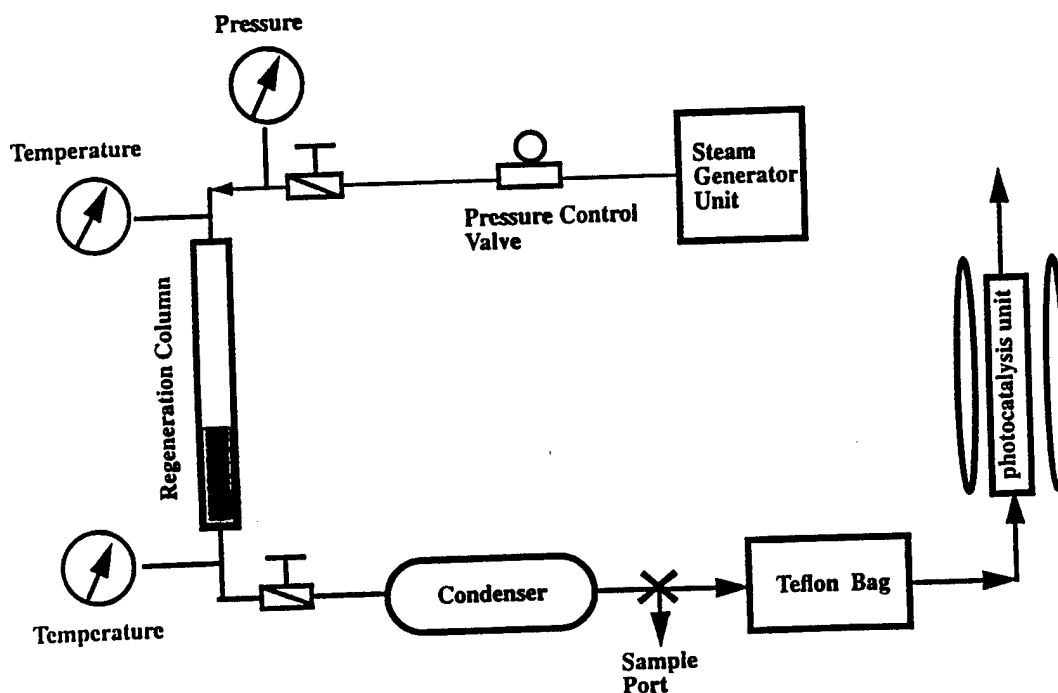 Pressure
Temperature
Steam
Generator
Unit
Pressure Control
Valve
Regeneration Column
photocatalysis unit
Temperature
Condenser
Teflon Bag
Sample
Port